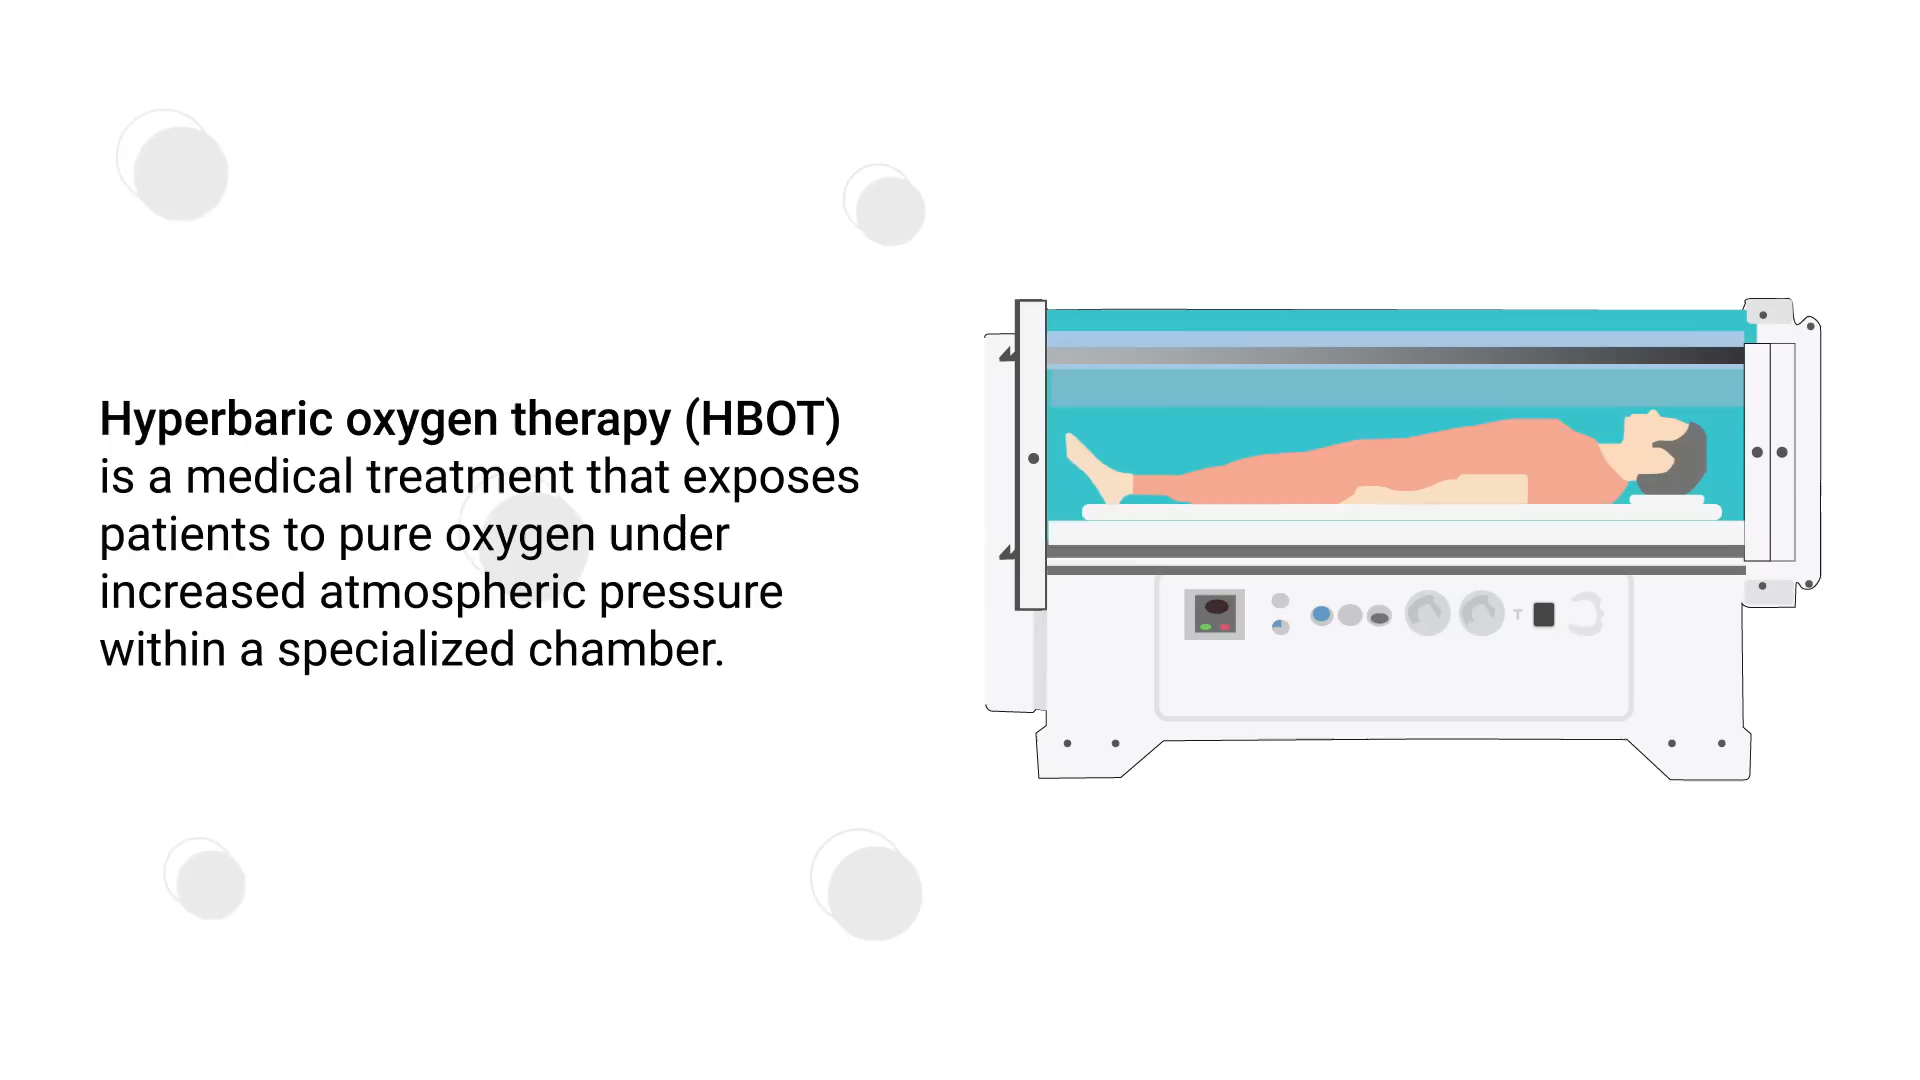 Hyperbaric oxygen therapy (HBOT)
is a medical treatment that exposes
patients to pure oxygen under
increased atmospheric pressure
within a specialized chamber.
T